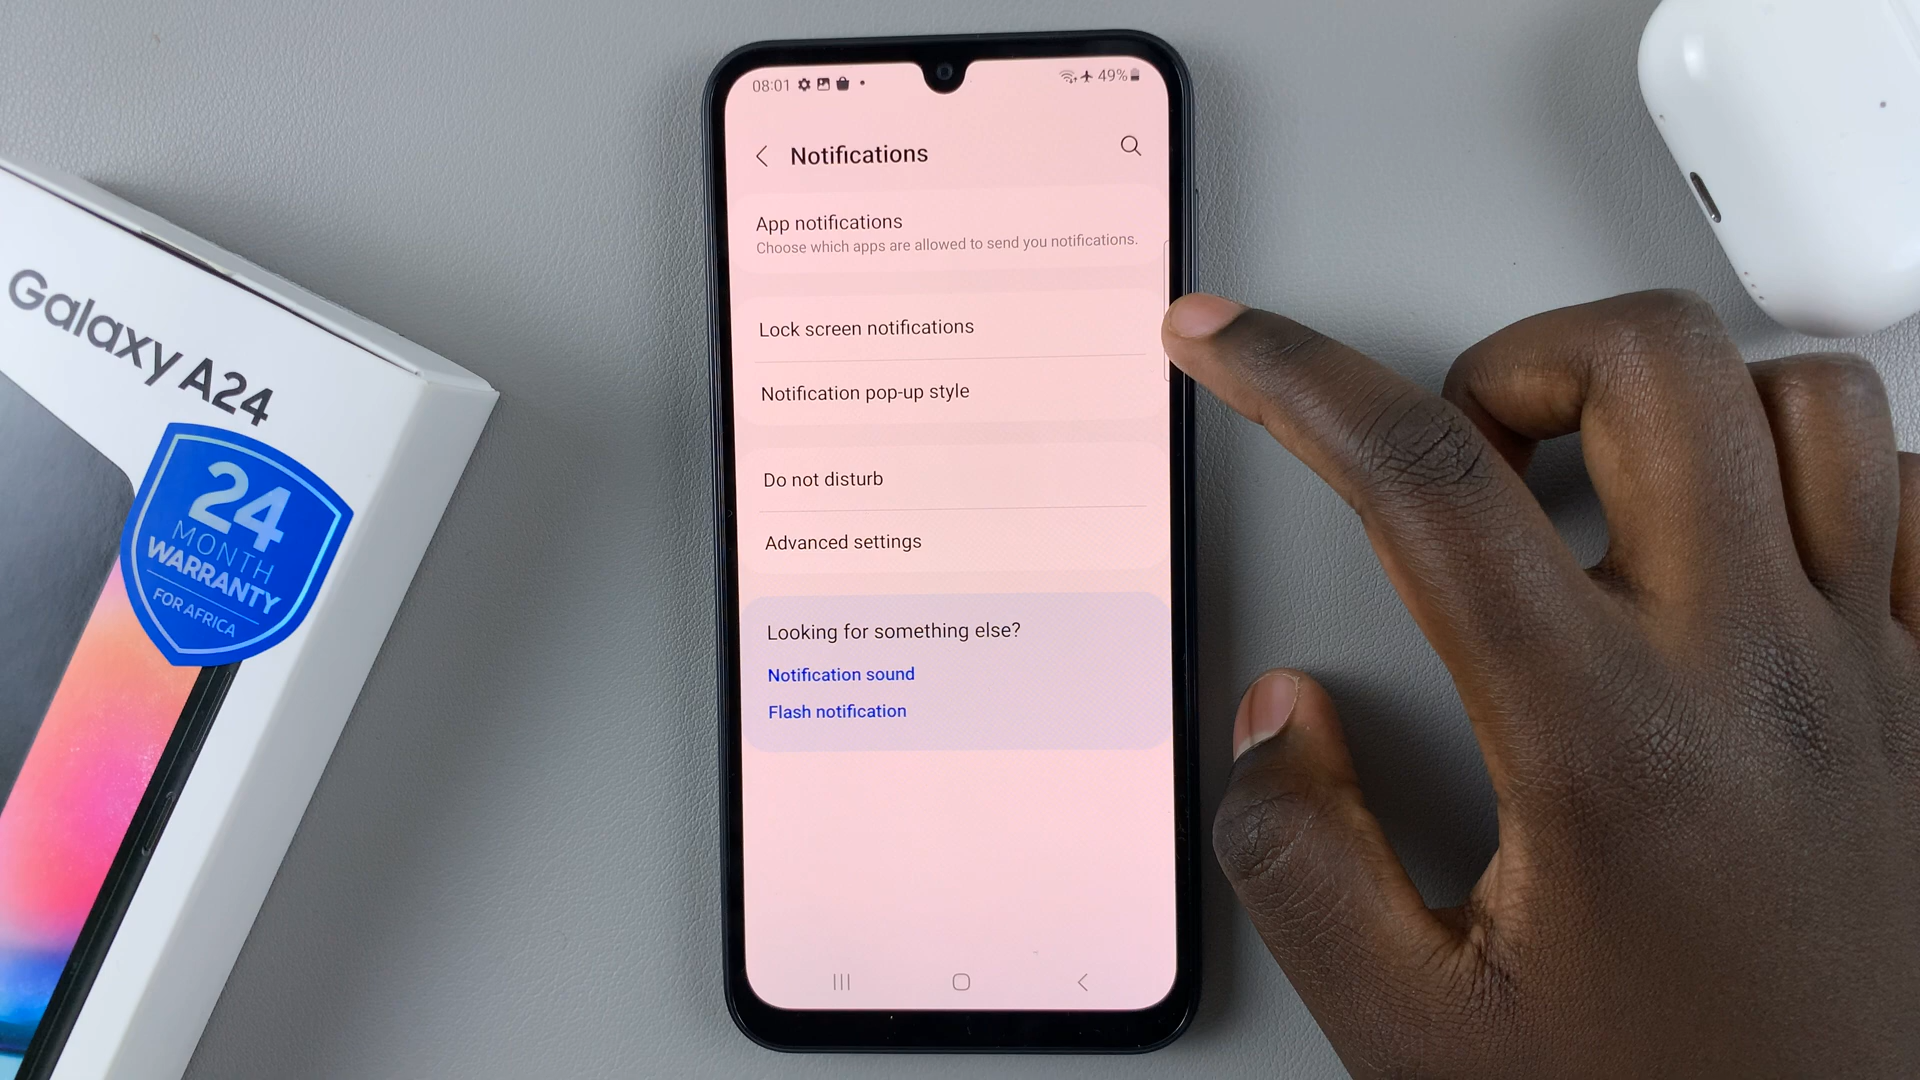 Galaxy A24
24
MONTH
WARRANTY
FOR AFRICA
08:01
49%
Notifications
App notifications
Choose which apps are allowed to send you notifications.
Lock screen notifications
Notification pop-up style
Do not disturb
Advanced settings
Looking for something else?
Notification sound
Flash notification